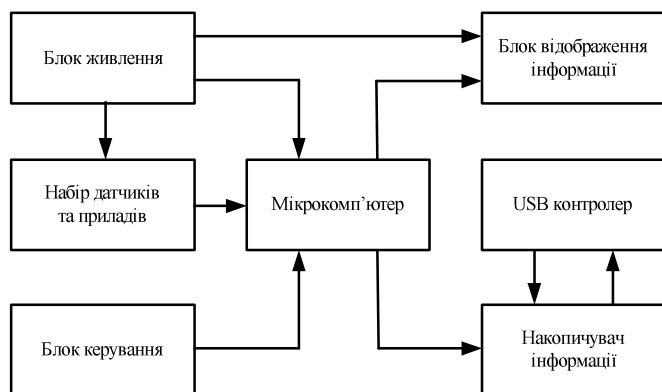 Блок живлення
Блок відображення
інформації
Набір датчиків
та приладів
Мікрокомп’ютер
USB контролер
Блок керування
Накопичувач
інформації